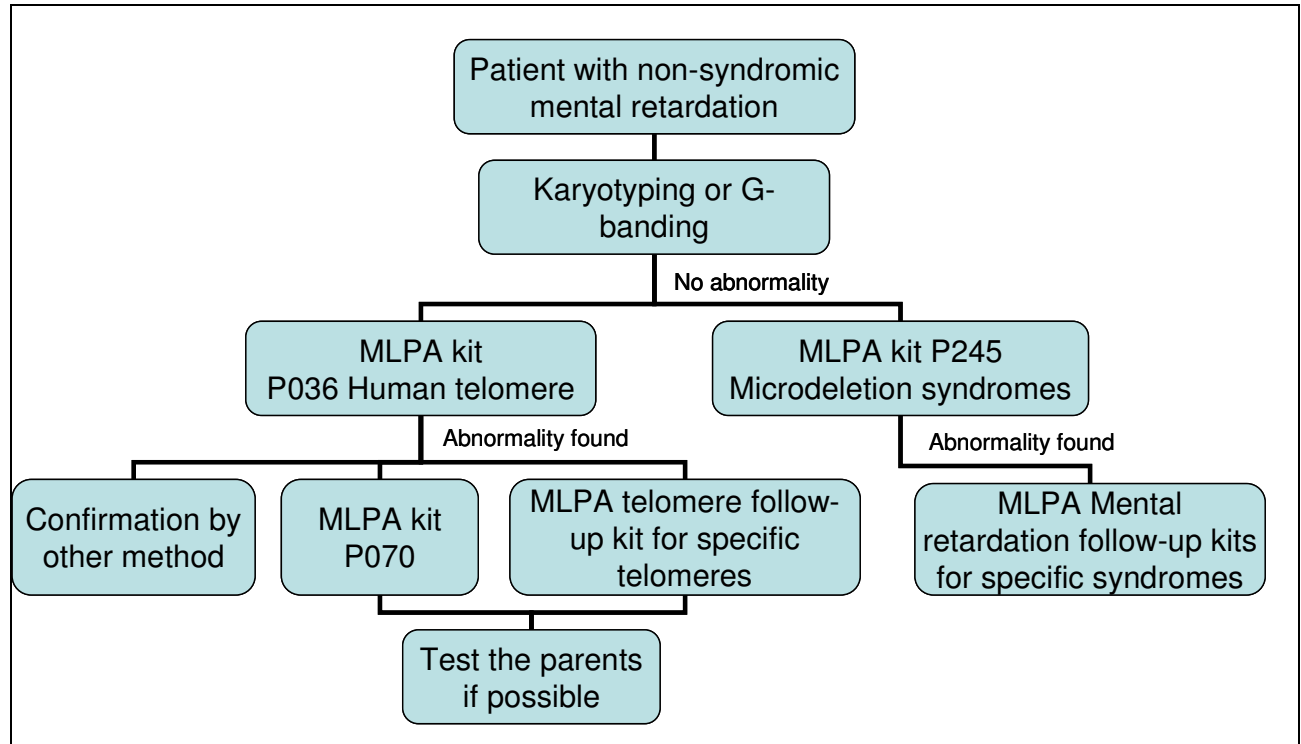 Patient with non-syndromic
mental retardation
Karyotyping or G-
banding
No abnormality
MLPA kit
P036 Human telomere
MLPA kit P245
Microdeletion syndromes
Abnormality found
Abnormality found
Confirmation by
other method
MLPA kit
P070
MLPA telomere follow-
up kit for specific
telomeres
MLPA Mental
retardation follow-up kits
for specific syndromes
Test the parents
if possible